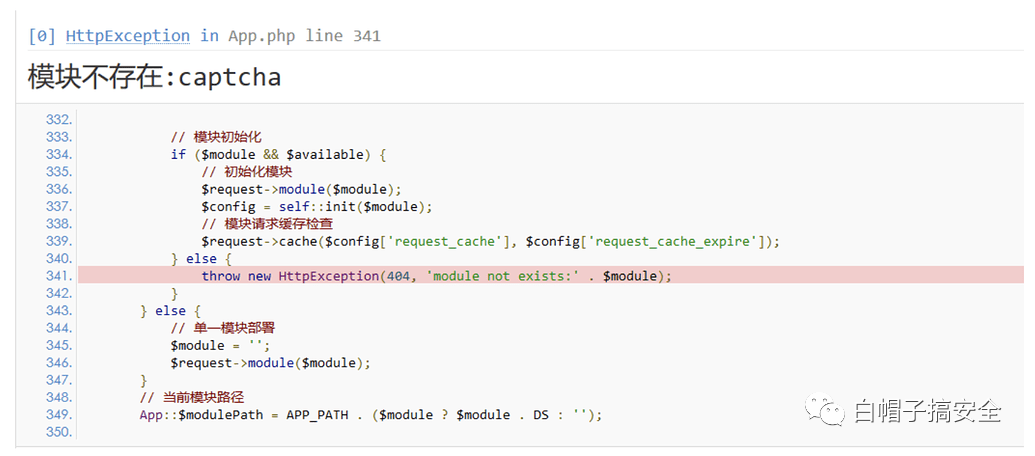 [0] HttpException in App.php line 341
模块不存在:captcha
332.
333. // 模块初始化
334. if ($module && $available) {
335. // 初始化模块
336. $request->module($module);
337. $config = self::init($module);
338. // 模块请求缓存检查
339. $request->cache($config['request_cache'], $config['request_cache_expire']);
340. } else {
341. throw new HttpException(404, 'module not exists:' . $module);
342. }
343. } else {
344. // 单一模块部署
345. $module = '';
346. $request->module($module);
347. }
348. // 当前模块路径
349. App::$modulePath = APP_PATH . ($module ? $module . DS : '');
350.
白帽子搞安全